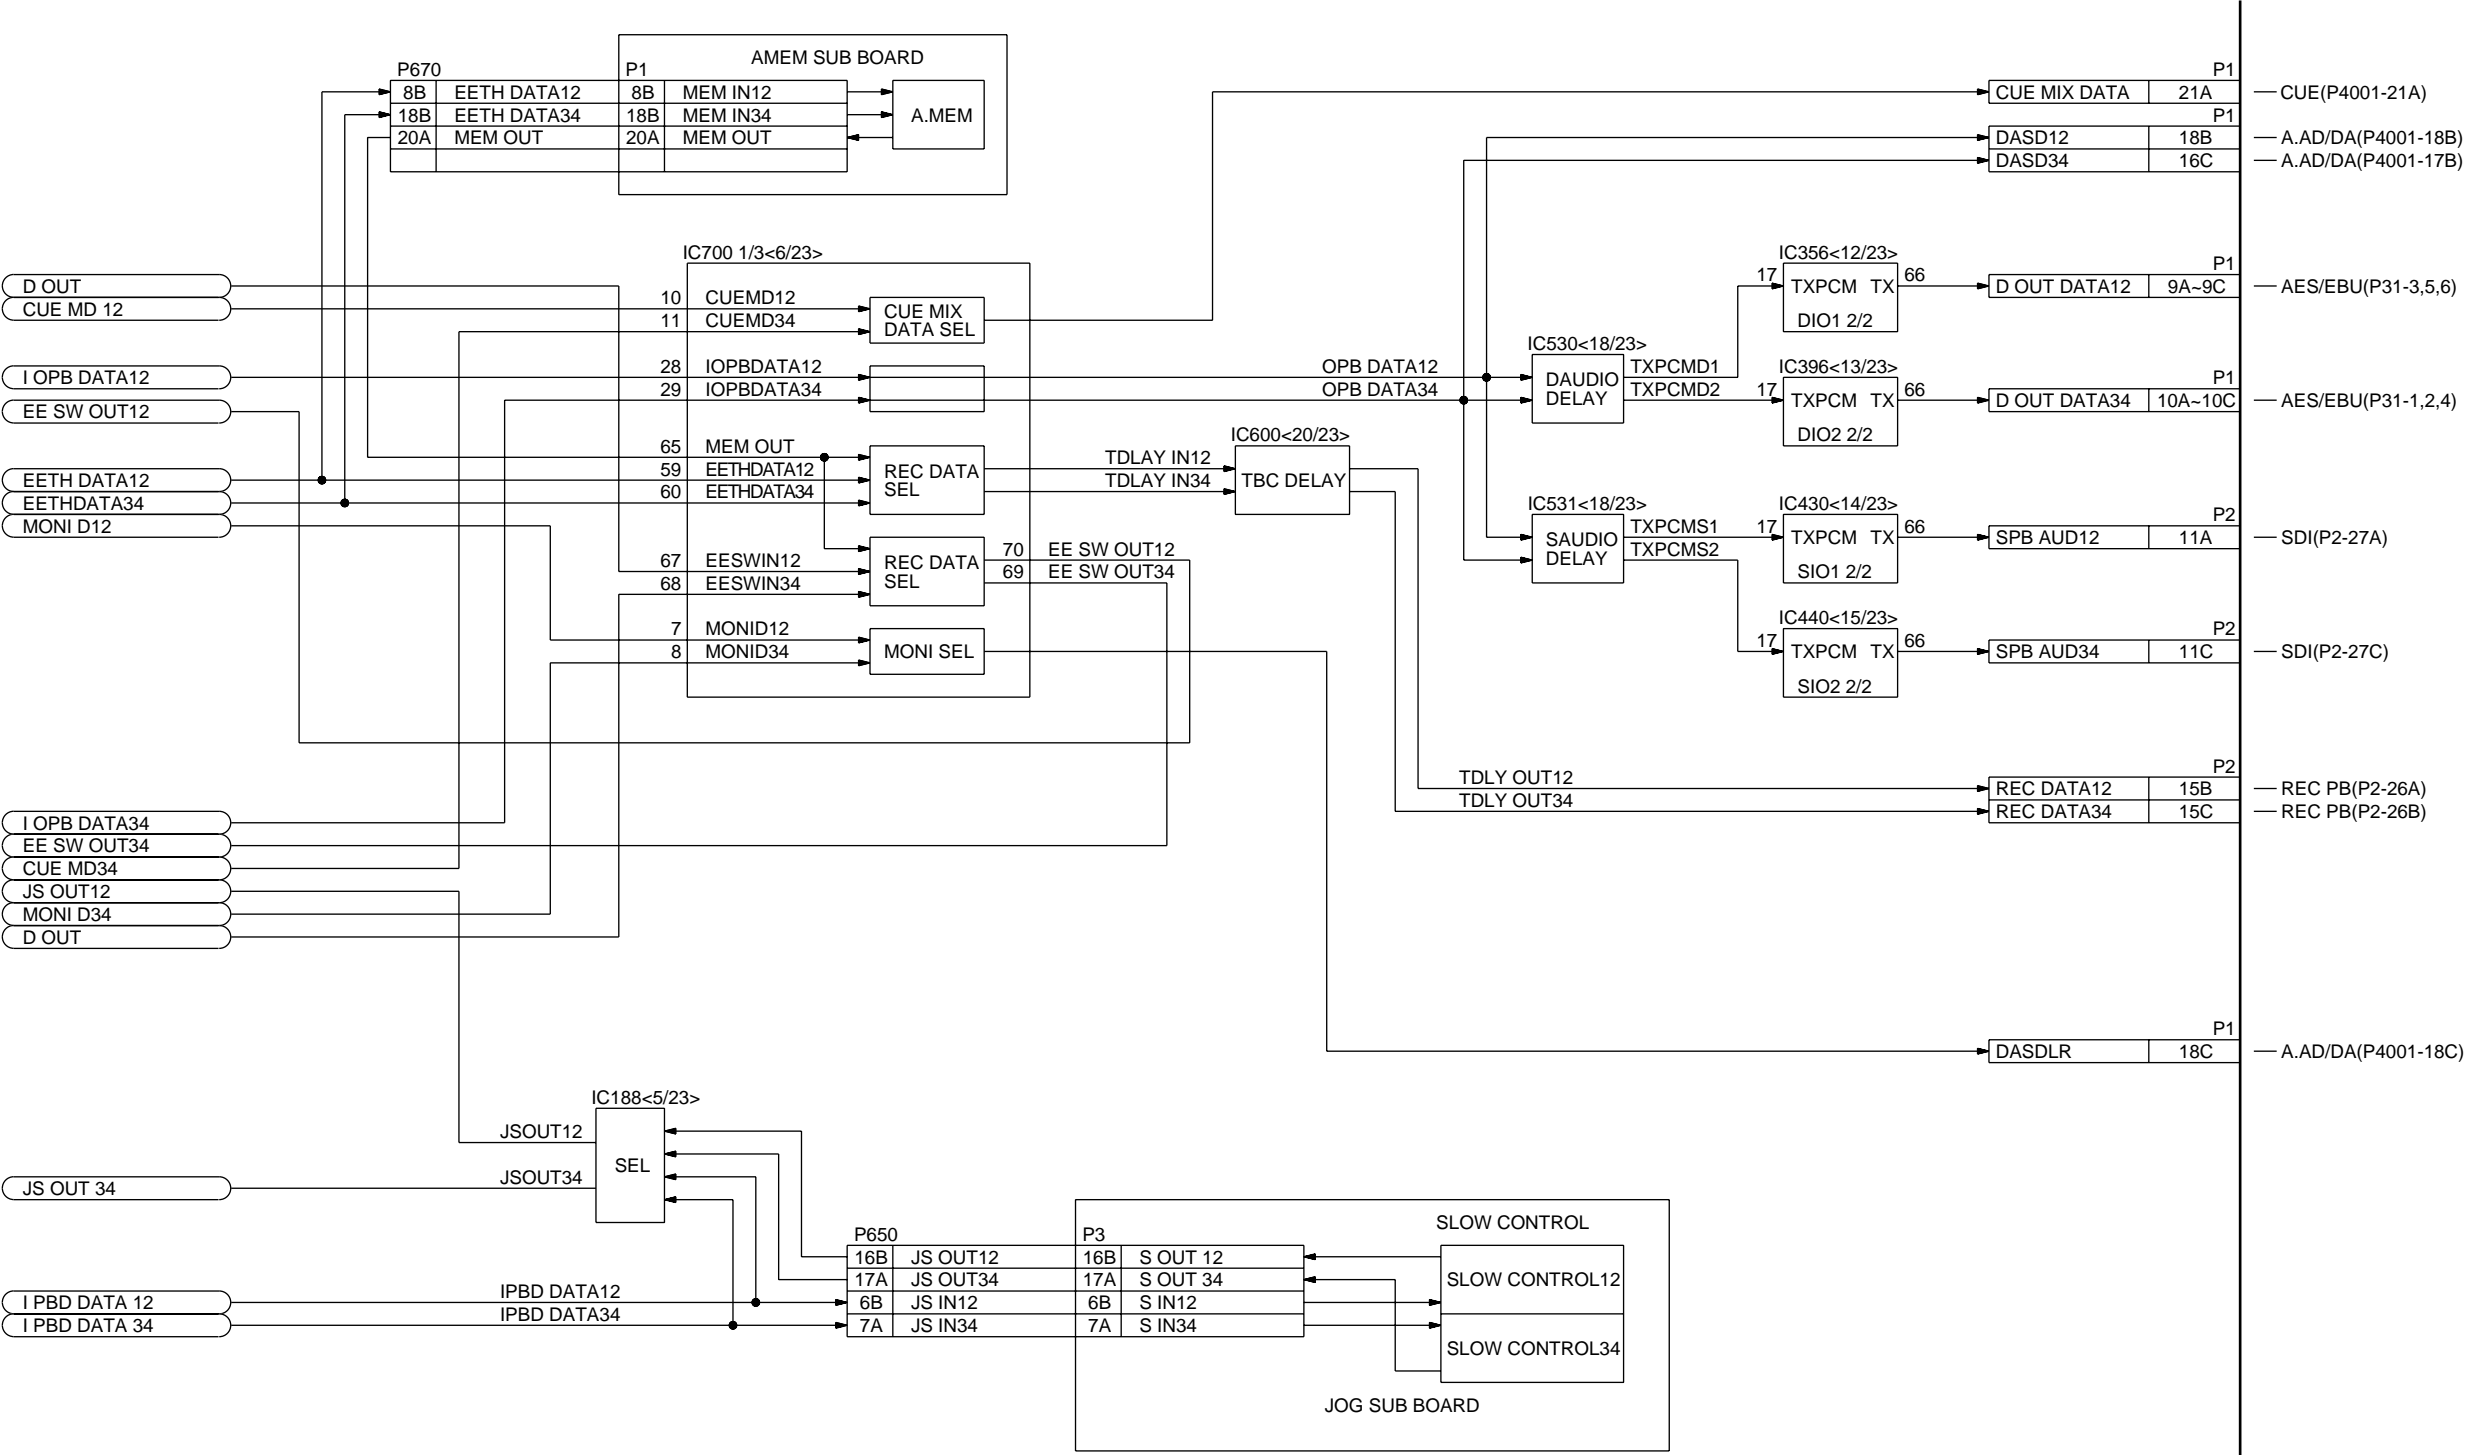 AMEM SUB BOARD
P670 P1
8B EETH DATA12 8B MEM IN12
18B EETH DATA34 18B MEM IN34
20A MEM OUT 20A MEM OUT
A.MEM
P1
CUE MIX DATA 21A CUE(P4001-21A)
P1
DASD12 18B A.AD/DA(P4001-18B)
DASD34 16C A.AD/DA(P4001-17B)
IC700 1/3<6/23>
D OUT
CUE MD 12
10 CUEMD12
11 CUEMD34
CUE MIX
DATA SEL
IC356<12/23>
17 TXPCM TX 66
DIO1 2/2
P1
D OUT DATA12 9A~9C AES/EBU(P31-3,5,6)
I OPB DATA12
EE SW OUT12
28 IOPBDATA12
29 IOPBDATA34
OPB DATA12
OPB DATA34
IC530<18/23>
DAUDIO
DELAY
TXPCMD1
TXPCMD2
IC396<13/23>
17 TXPCM TX 66
DIO2 2/2
P1
D OUT DATA34 10A~10C AES/EBU(P31-1,2,4)
EETH DATA12
EETHDATA34
MONI D12
65 MEM OUT
59 EETHDATA12
60 EETHDATA34
REC DATA
SEL
TDLAY IN12
TDLAY IN34
IC600<20/23>
TBC DELAY
IC531<18/23>
SAUDIO
DELAY
TXPCMS1
TXPCMS2
IC430<14/23>
17 TXPCM TX 66
SIO1 2/2
P2
SPB AUD12 11A SDI(P2-27A)
67 EESWIN12
68 EESWIN34
REC DATA
SEL
70 EE SW OUT12
69 EE SW OUT34
7 MONID12
8 MONID34
MONI SEL
IC440<15/23>
17 TXPCM TX 66
SIO2 2/2
P2
SPB AUD34 11C SDI(P2-27C)
TDLY OUT12
TDLY OUT34
P2
REC DATA12 15B REC PB(P2-26A)
REC DATA34 15C REC PB(P2-26B)
I OPB DATA34
EE SW OUT34
CUE MD34
JS OUT12
MONI D34
D OUT
P1
DASDLR 18C A.AD/DA(P4001-18C)
IC188<5/23>
JSOUT12
SEL
JSOUT34
JS OUT 34
SLOW CONTROL
P650 P3
16B JS OUT12 16B S OUT 12
17A JS OUT34 17A S OUT 34
6B JS IN12 6B S IN12
7A JS IN34 7A S IN34
SLOW CONTROL12
SLOW CONTROL34
I PBD DATA 12
I PBD DATA 34
IPBD DATA12
IPBD DATA34
JOG SUB BOARD